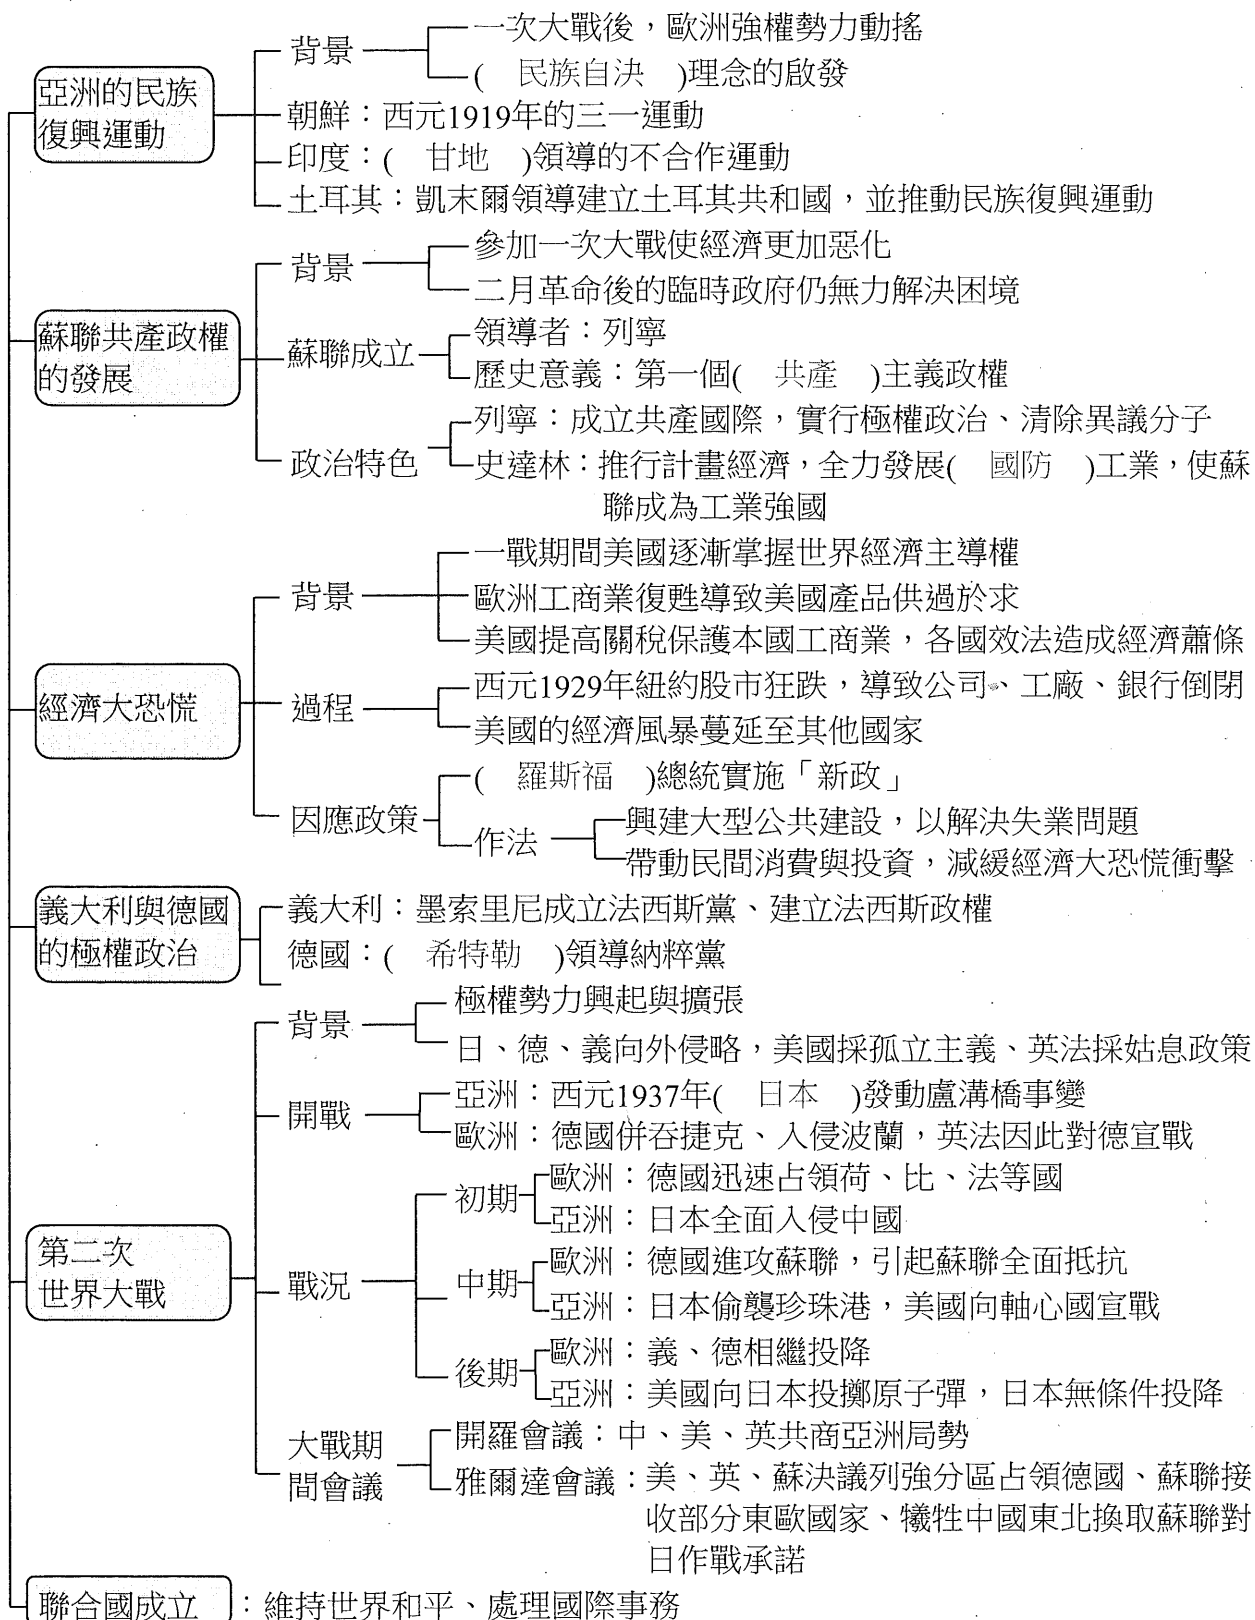 亞洲的民族
復興運動
背景
一次大戰後，歐洲強權勢力動搖
(　民族自決　)理念的啟發
朝鮮：西元1919年的三一運動
印度：(　甘地　)領導的不合作運動
土耳其：凱末爾領導建立土耳其共和國，並推動民族復興運動
蘇聯共產政權
的發展
背景
參加一次大戰使經濟更加惡化
二月革命後的臨時政府仍無力解決困境
蘇聯成立
領導者：列寧
歷史意義：第一個(　共產　)主義政權
政治特色
列寧：成立共產國際，實行極權政治、清除異議分子
史達林：推行計畫經濟，全力發展(　國防　)工業，使蘇
聯成為工業強國
經濟大恐慌
背景
一戰期間美國逐漸掌握世界經濟主導權
歐洲工商業復甦導致美國產品供過於求
美國提高關稅保護本國工商業，各國效法造成經濟蕭條
過程
西元1929年紐約股市狂跌，導致公司、工廠、銀行倒閉
美國的經濟風暴蔓延至其他國家
因應政策
(　羅斯福　)總統實施「新政」
作法
興建大型公共建設，以解決失業問題
帶動民間消費與投資，減緩經濟大恐慌衝擊
義大利與德國
的極權政治
義大利：墨索里尼成立法西斯黨、建立法西斯政權
德國：(　希特勒　)領導納粹黨
第二次
世界大戰
背景
極權勢力興起與擴張
日、德、義向外侵略，美國採孤立主義、英法採姑息政策
開戰
亞洲：西元1937年(　日本　)發動盧溝橋事變
歐洲：德國併吞捷克、入侵波蘭，英法因此對德宣戰
戰況
初期
歐洲：德國迅速占領荷、比、法等國
亞洲：日本全面入侵中國
中期
歐洲：德國進攻蘇聯，引起蘇聯全面抵抗
亞洲：日本偷襲珍珠港，美國向軸心國宣戰
後期
歐洲：義、德相繼投降
亞洲：美國向日本投擲原子彈，日本無條件投降
大戰期
間會議
開羅會議：中、美、英共商亞洲局勢
雅爾達會議：美、英、蘇決議列強分區占領德國、蘇聯接
收部分東歐國家、犧牲中國東北換取蘇聯對
日作戰承諾
聯合國成立：維持世界和平、處理國際事務